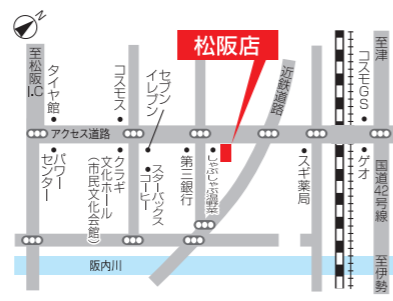 N
松阪店
至松阪I.C
タイヤ館
コスモス
セブン
イレブン
近鉄道路
コスモGS
至津
アクセス道路
パワー
センター
クラギ
文化ホール
(市民文化会館)
スターバックス
コーヒー
第三銀行
しゃぶしゃぶ温野菜
スギ薬局
ゲオ
国道42号線
阪内川
至伊勢